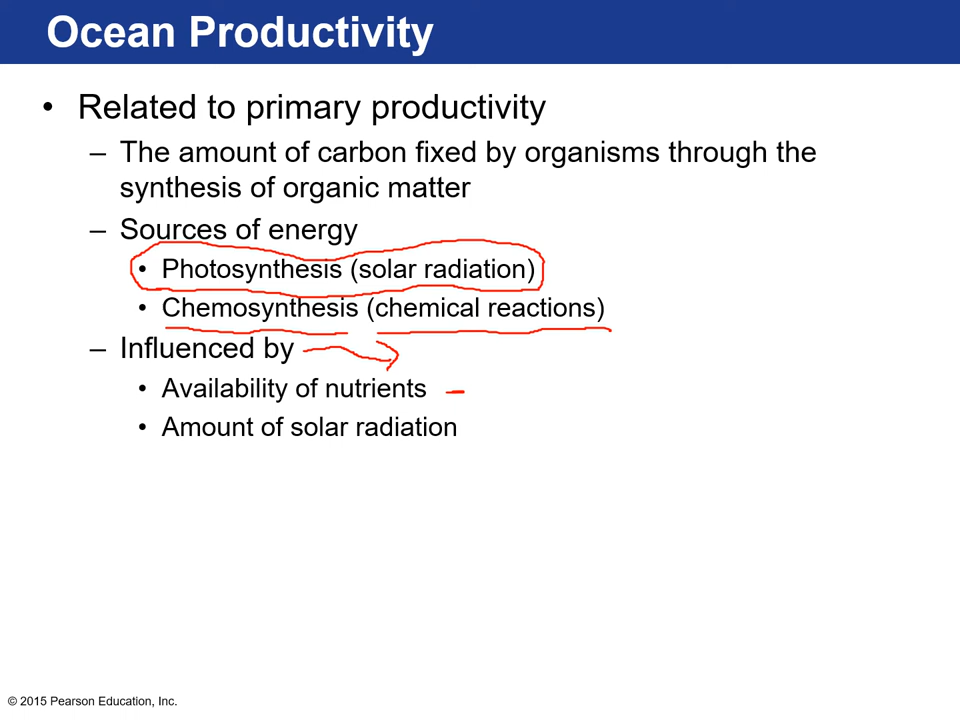 Ocean Productivity
• Related to primary productivity
– The amount of carbon fixed by organisms through the
synthesis of organic matter
– Sources of energy
• Photosynthesis (solar radiation)
• Chemosynthesis (chemical reactions)
– Influenced by
• Availability of nutrients
• Amount of solar radiation
© 2015 Pearson Education, Inc.